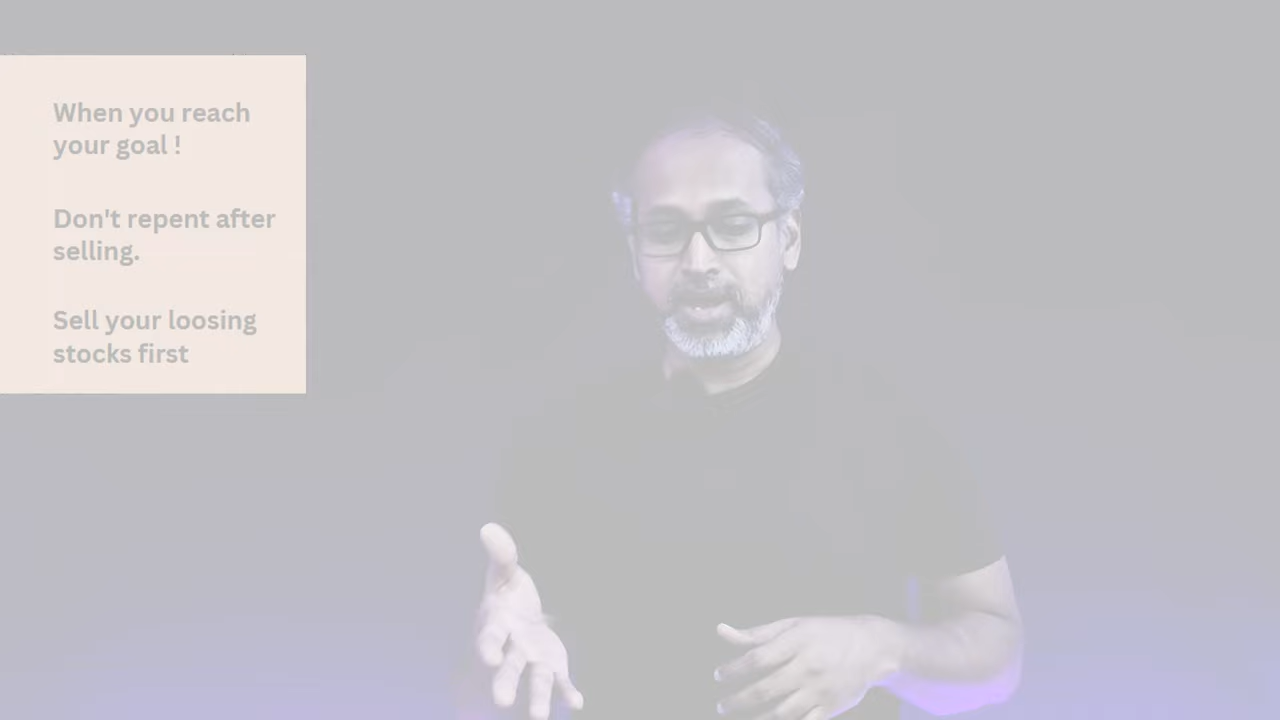 When you reach
your goal !
Don't repent after
selling.
Sell your loosing
stocks first